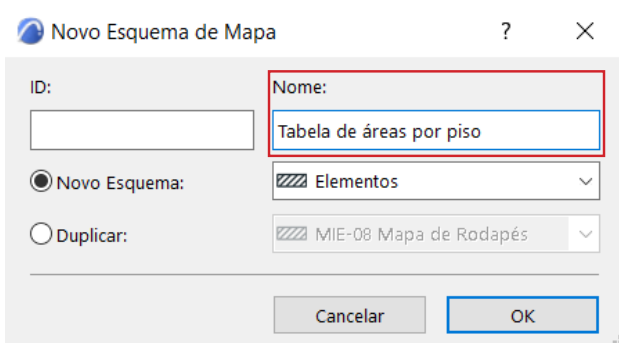 Novo Esquema de Mapa
?
ID:
Nome:
Tabela de áreas por piso
Novo Esquema:
Elementos
Duplicar:
MIE-08 Mapa de Rodapés
Cancelar
OK